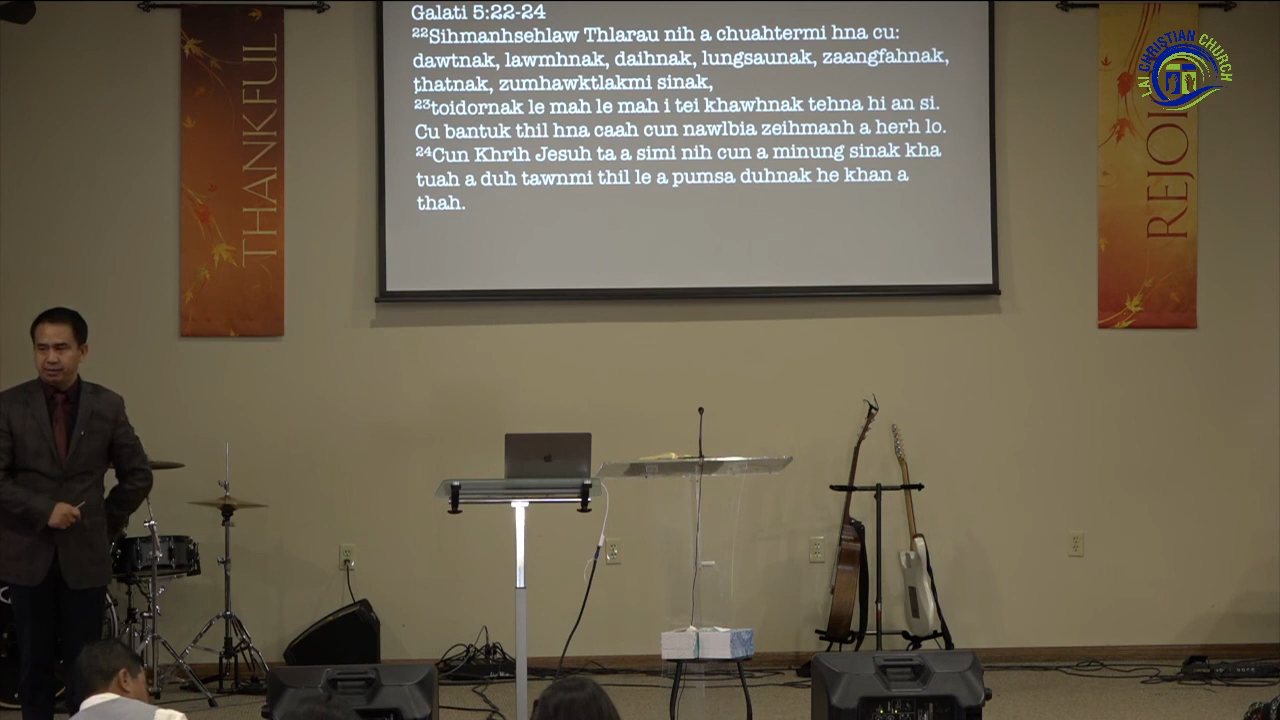 Galati 5:22-24
²²Sihmanhsehlaw Thlarau nih a chuahtermi hna cu:
dawtnak, lawmhnak, daihnak, lungsaunak, zaangfahnak,
ṭhatnak, zumhawktlakmi sinak,
²³toidornak le mah le mah i tei khawhnak tehna hi an si.
Cu bantuk thil hna caah cun nawlbia zeihmanh a herh lo.
²⁴Cun Khrih Jesuh ta a simi nih cun a minung sinak kha
tuah a duh tawnmi thil le a pumsa duhnak he khan a
thah.
THANKFUL
REJOI
LAI CHRISTIAN CHURCH